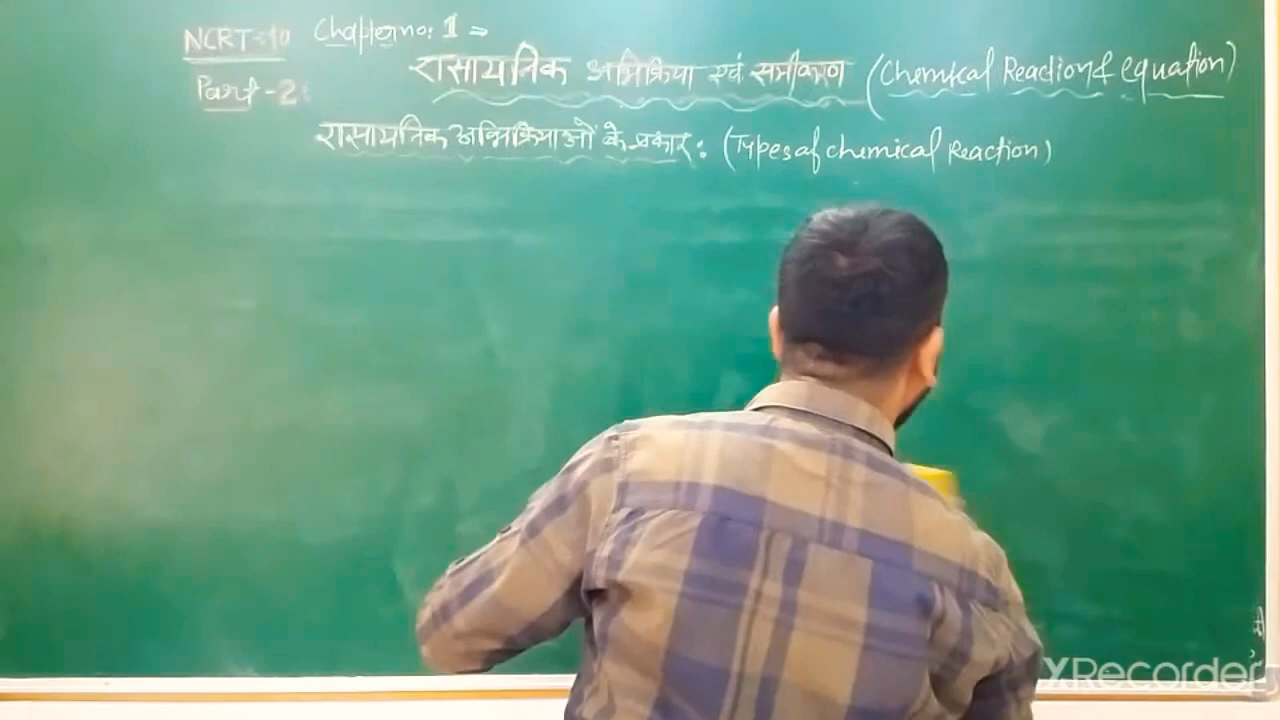 NCRT-10 Chapter no: 1 =
रासायनिक अभिक्रिया एवं समीकरण (Chemical Reaction & equation)
Part-2:
रासायनिक अभिक्रियाओं के प्रकार: (Types of chemical Reaction)
XRecorder